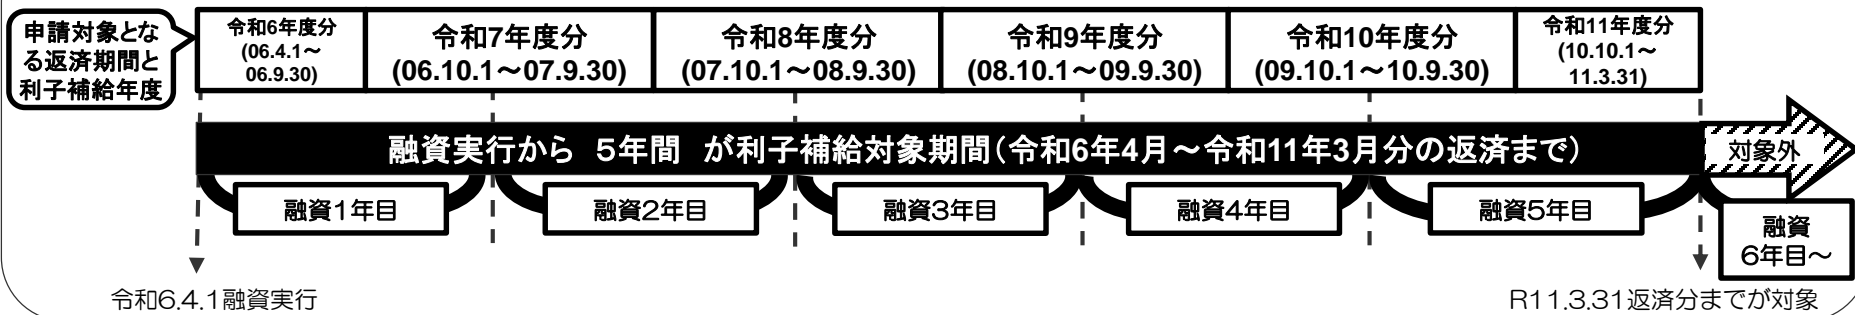 申請対象とな
る返済期間と
利子補給年度
令和6年度分
(06.4.1～
06.9.30)
令和7年度分
(06.10.1～07.9.30)
令和8年度分
(07.10.1～08.9.30)
令和9年度分
(08.10.1～09.9.30)
令和10年度分
(09.10.1～10.9.30)
令和11年度分
(10.10.1～
11.3.31)
融資実行から 5年間 が利子補給対象期間（令和6年4月～令和11年3月分の返済まで）
対象外
融資1年目
融資2年目
融資3年目
融資4年目
融資5年目
融資
6年目～
令和6.4.1融資実行
R11.3.31返済分までが対象